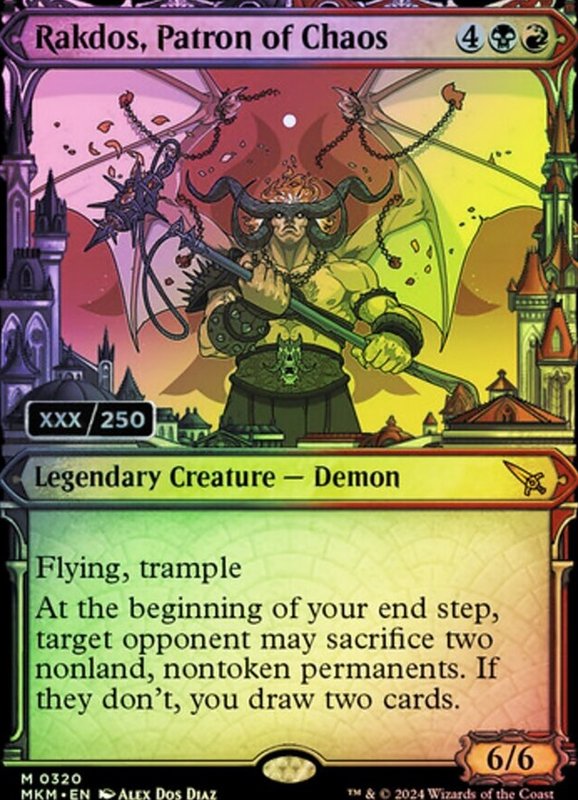 Rakdos, Patron of Chaos 4
XXX/250
Legendary Creature — Demon
Flying, trample
At the beginning of your end step,
target opponent may sacrifice two
nonland, nontoken permanents. If
they don't, you draw two cards.
6/6
M 0320
MKM • EN Alex Dos Diaz
™ & © 2024 Wizards of the Coast